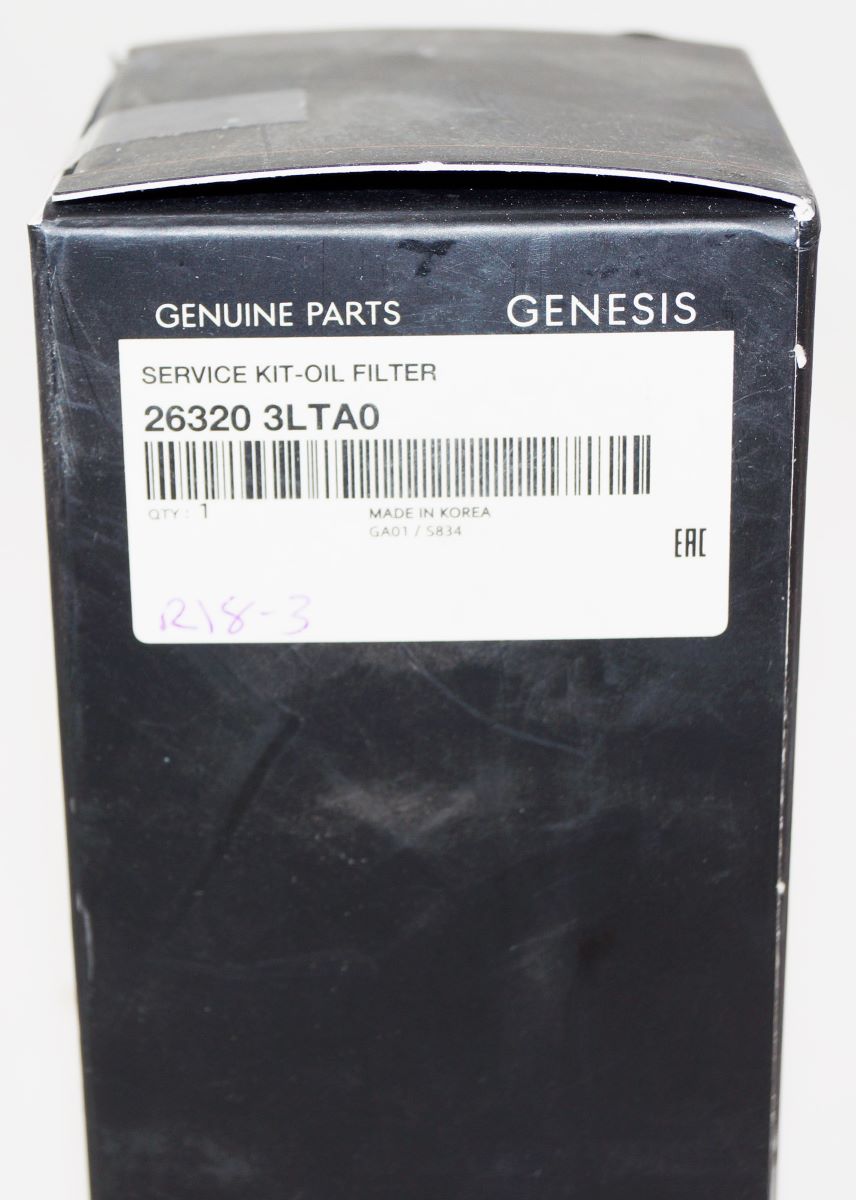 GENUINE PARTS GENESIS
SERVICE KIT-OIL FILTER
26320 3LTA0
QTY : 1 MADE IN KOREA
GA01 / S834
EAC
R18-3